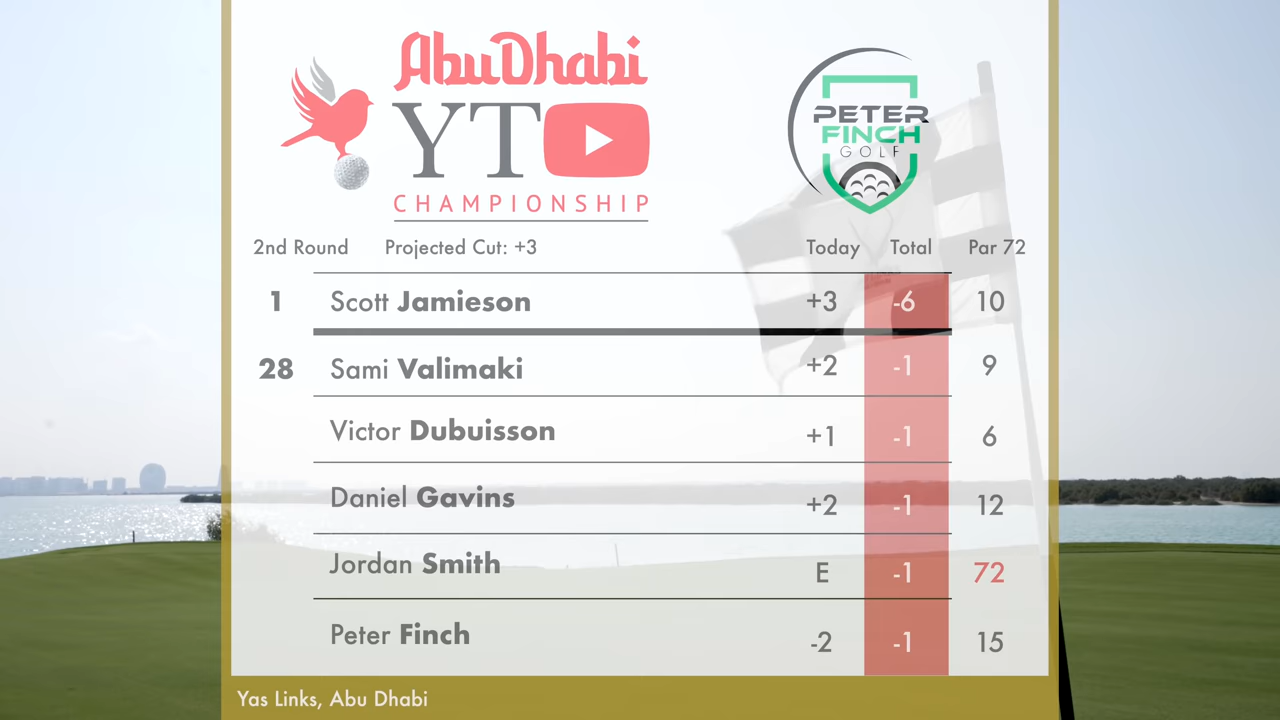 AbuDhabi
YT
CHAMPIONSHIP
PETER
FINCH
GOLF
2nd Round Projected Cut: +3 Today Total Par 72
1 Scott Jamieson +3 -6 10
28 Sami Valimaki +2 -1 9
Victor Dubuisson +1 -1 6
Daniel Gavins +2 -1 12
Jordan Smith E -1 72
Peter Finch -2 -1 15
Yas Links, Abu Dhabi